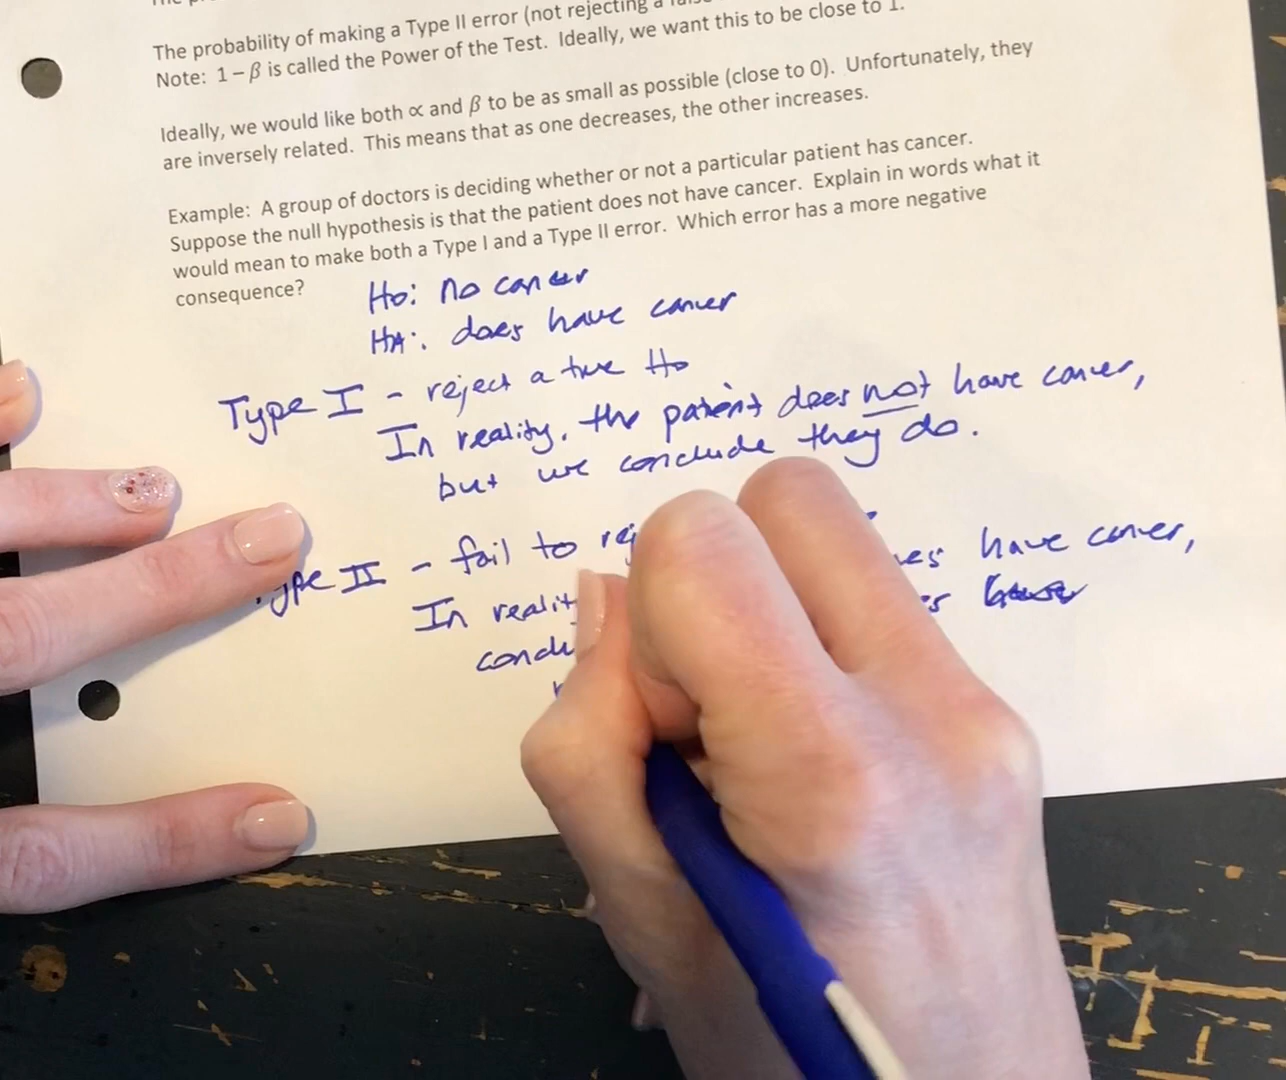 The probability of making a Type II error (not rejecting a
Note: 1 – β is called the Power of the Test. Ideally, we want this to be close to 1.
Ideally, we would like both ∝ and β to be as small as possible (close to 0). Unfortunately, they
are inversely related. This means that as one decreases, the other increases.
Example: A group of doctors is deciding whether or not a particular patient has cancer.
Suppose the null hypothesis is that the patient does not have cancer. Explain in words what it
would mean to make both a Type I and a Type II error. Which error has a more negative
consequence?
Ho: no cancer
HA: does have cancer
Type I - reject a true Ho
In reality, the patient does not have cancer,
but we conclude they do.
Type II - fail to rej
In realit es have cancer,
conclu